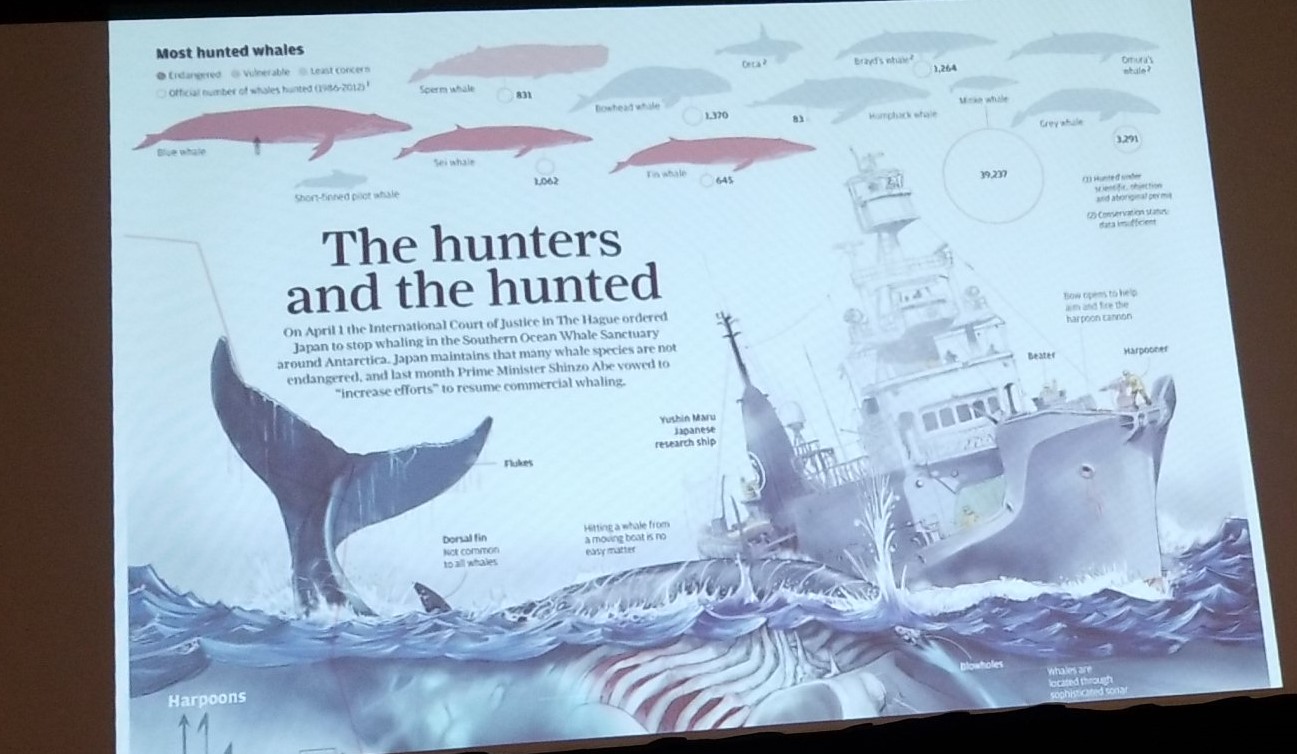 Most hunted whales
Endangered Vulnerable Least concern
Official number of whales hunted (1986-2012)¹
Blue whale
Short-finned pilot whale
Sperm whale
831
Sei whale
1,062
Bowhead whale
1,370
Fin whale
645
Orca²
83
Bryd's whale²
1,264
Humpback whale
Minke whale
39,237
Omura's
whale²
Grey whale
3,291
(1) Hunted under
scientific, objection
and aboriginal permit
(2) Conservation status:
data insufficient
The hunters
and the hunted
On April 1 the International Court of Justice in The Hague ordered
Japan to stop whaling in the Southern Ocean Whale Sanctuary
around Antarctica. Japan maintains that many whale species are not
endangered, and last month Prime Minister Shinzo Abe vowed to
"increase efforts" to resume commercial whaling.
Bow opens to help
aim and fire the
harpoon cannon
Beater
Harpooner
Yushin Maru
Japanese
research ship
Flukes
Dorsal fin
Not common
to all whales
Hitting a whale from
a moving boat is no
easy matter
Blowholes
Whales are
located through
sophisticated sonar
Harpoons